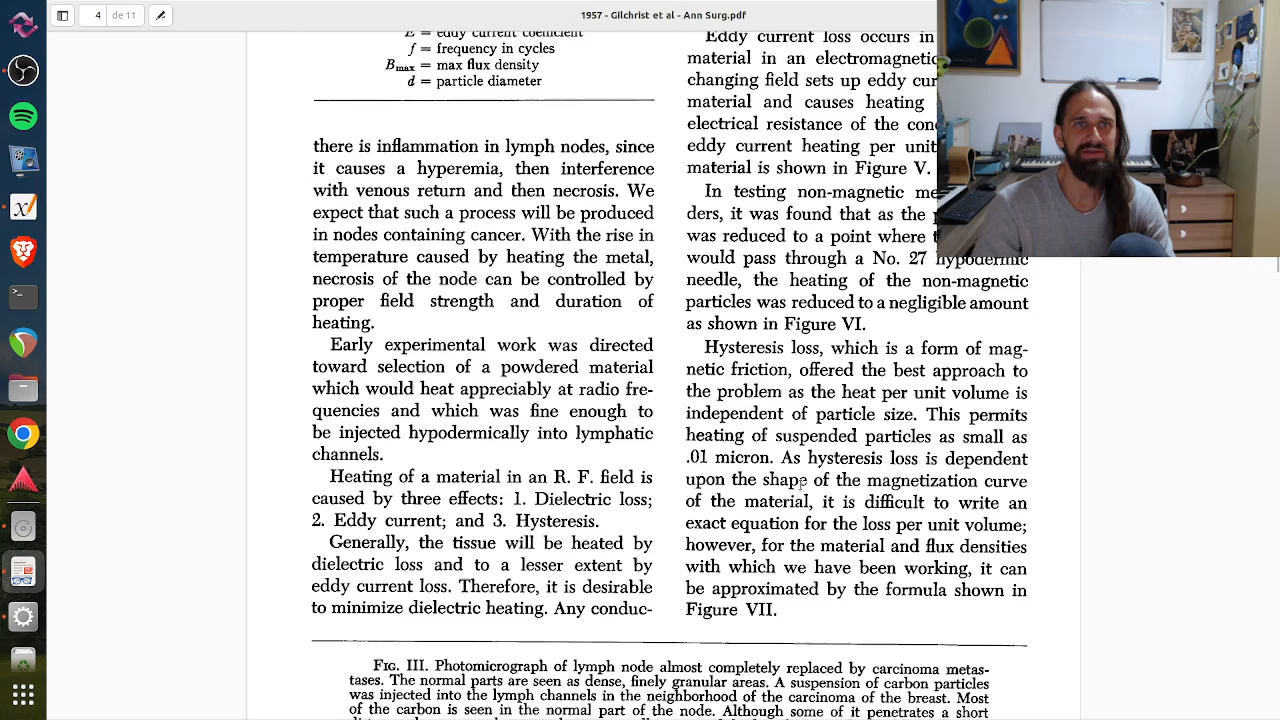 1957 - Gilchrist et al - Ann Surg.pdf
4 de 11
E = eddy current coefficient
f = frequency in cycles
Bmax = max flux density
d = particle diameter
there is inflammation in lymph nodes, since
it causes a hyperemia, then interference
with venous return and then necrosis. We
expect that such a process will be produced
in nodes containing cancer. With the rise in
temperature caused by heating the metal,
necrosis of the node can be controlled by
proper field strength and duration of
heating.
Early experimental work was directed
toward selection of a powdered material
which would heat appreciably at radio fre-
quencies and which was fine enough to
be injected hypodermically into lymphatic
channels.
Heating of a material in an R. F. field is
caused by three effects: 1. Dielectric loss;
2. Eddy current; and 3. Hysteresis.
Generally, the tissue will be heated by
dielectric loss and to a lesser extent by
eddy current loss. Therefore, it is desirable
to minimize dielectric heating. Any conduc-
Eddy current loss occurs in
material in an electromagnetic
changing field sets up eddy cur
material and causes heating
electrical resistance of the con
eddy current heating per unit
material is shown in Figure V.
In testing non-magnetic me
ders, it was found that as the
was reduced to a point where t
would pass through a No. 27 hypodermic
needle, the heating of the non-magnetic
particles was reduced to a negligible amount
as shown in Figure VI.
Hysteresis loss, which is a form of mag-
netic friction, offered the best approach to
the problem as the heat per unit volume is
independent of particle size. This permits
heating of suspended particles as small as
.01 micron. As hysteresis loss is dependent
upon the shape of the magnetization curve
of the material, it is difficult to write an
exact equation for the loss per unit volume;
however, for the material and flux densities
with which we have been working, it can
be approximated by the formula shown in
Figure VII.
FIG. III. Photomicrograph of lymph node almost completely replaced by carcinoma metas-
tases. The normal parts are seen as dense, finely granular areas. A suspension of carbon particles
was injected into the lymph channels in the neighborhood of the carcinoma of the breast. Most
of the carbon is seen in the normal part of the node. Although some of it penetrates a short